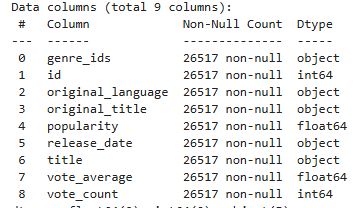 Data columns (total 9 columns):
 #   Column             Non-Null Count  Dtype
---  ------             --------------  -----
 0   genre_ids          26517 non-null  object
 1   id                 26517 non-null  int64
 2   original_language  26517 non-null  object
 3   original_title     26517 non-null  object
 4   popularity         26517 non-null  float64
 5   release_date       26517 non-null  object
 6   title              26517 non-null  object
 7   vote_average       26517 non-null  float64
 8   vote_count         26517 non-null  int64